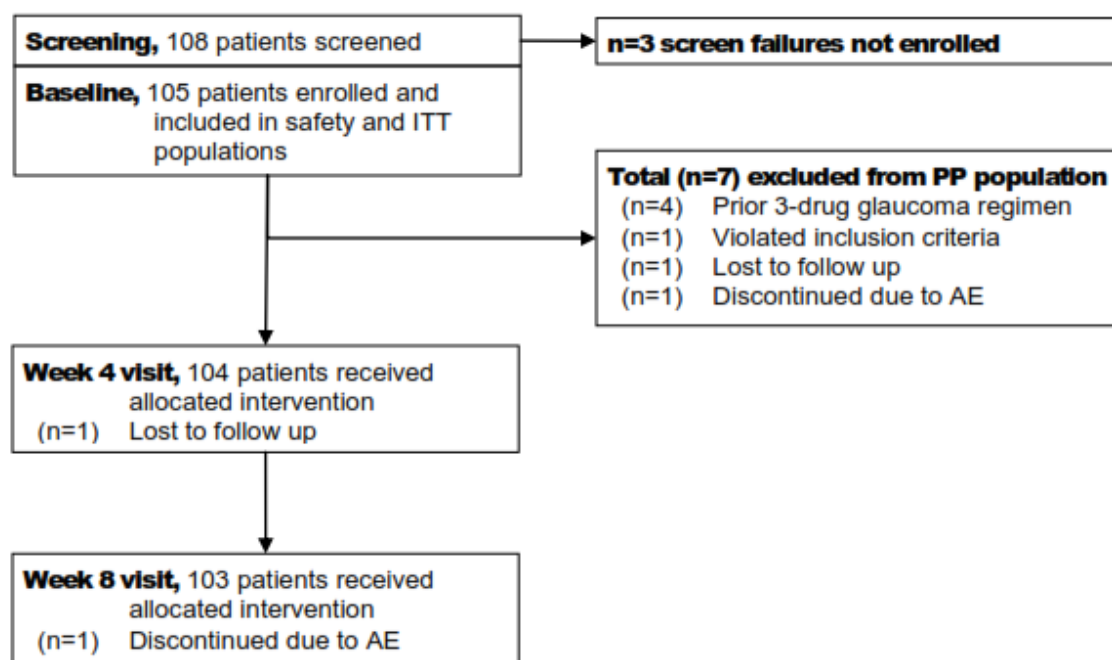 Screening, 108 patients screened
n=3 screen failures not enrolled
Baseline, 105 patients enrolled and
included in safety and ITT
populations
Total (n=7) excluded from PP population
(n=4) Prior 3-drug glaucoma regimen
(n=1) Violated inclusion criteria
(n=1) Lost to follow up
(n=1) Discontinued due to AE
Week 4 visit, 104 patients received
allocated intervention
(n=1) Lost to follow up
Week 8 visit, 103 patients received
allocated intervention
(n=1) Discontinued due to AE